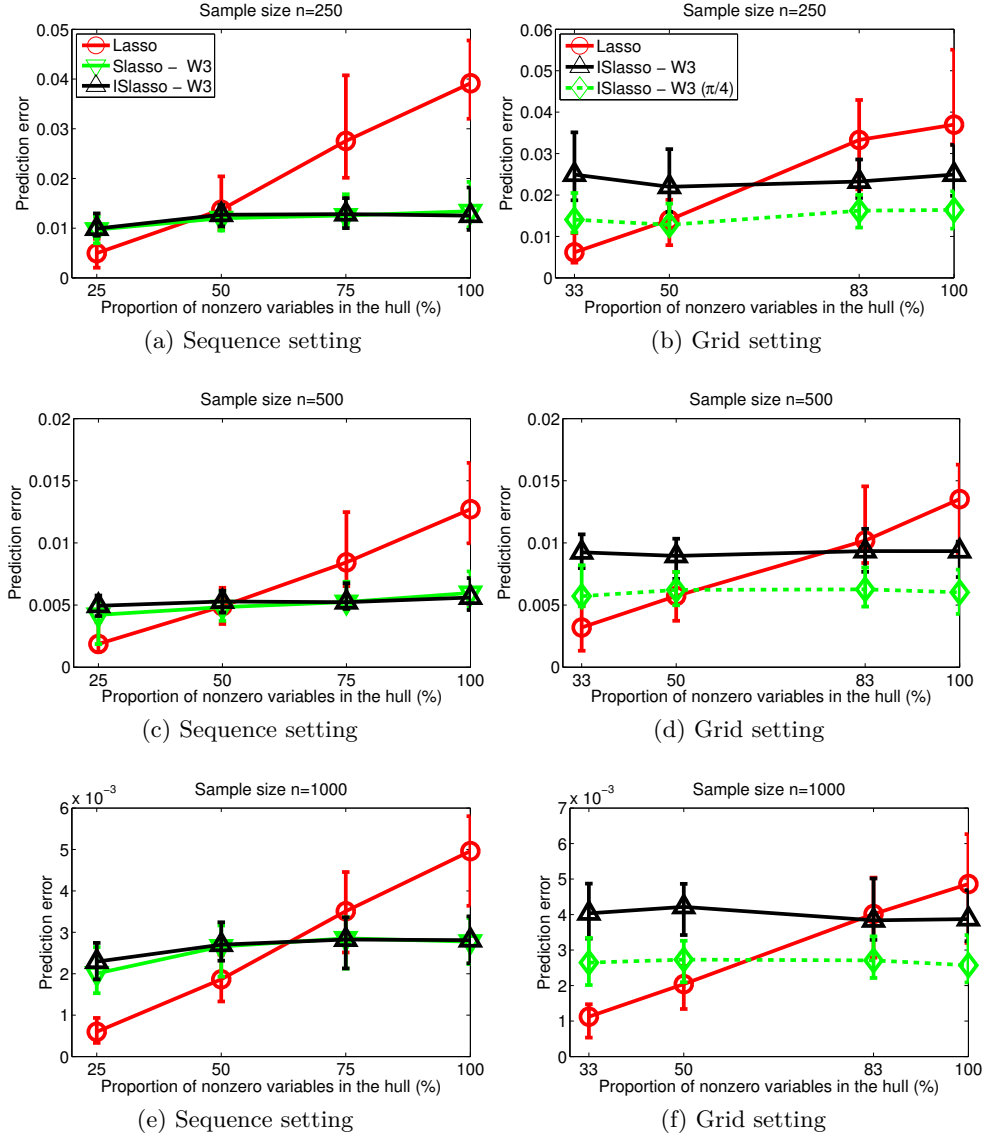 Sample size n=250
0.05
0.04
0.03
0.02
0.01
0
Prediction error
Lasso
Slasso − W3
ISlasso − W3
25 50 75 100
Proportion of nonzero variables in the hull (%)
(a) Sequence setting
Sample size n=250
0.06
0.05
0.04
0.03
0.02
0.01
0
Prediction error
Lasso
ISlasso − W3
ISlasso − W3 (π/4)
33 50 83 100
Proportion of nonzero variables in the hull (%)
(b) Grid setting
Sample size n=500
0.02
0.015
0.01
0.005
0
Prediction error
25 50 75 100
Proportion of nonzero variables in the hull (%)
(c) Sequence setting
Sample size n=500
0.02
0.015
0.01
0.005
0
Prediction error
33 50 83 100
Proportion of nonzero variables in the hull (%)
(d) Grid setting
Sample size n=1000
x 10⁻³
6
5
4
3
2
1
0
Prediction error
25 50 75 100
Proportion of nonzero variables in the hull (%)
(e) Sequence setting
Sample size n=1000
x 10⁻³
7
6
5
4
3
2
1
0
Prediction error
33 50 83 100
Proportion of nonzero variables in the hull (%)
(f) Grid setting